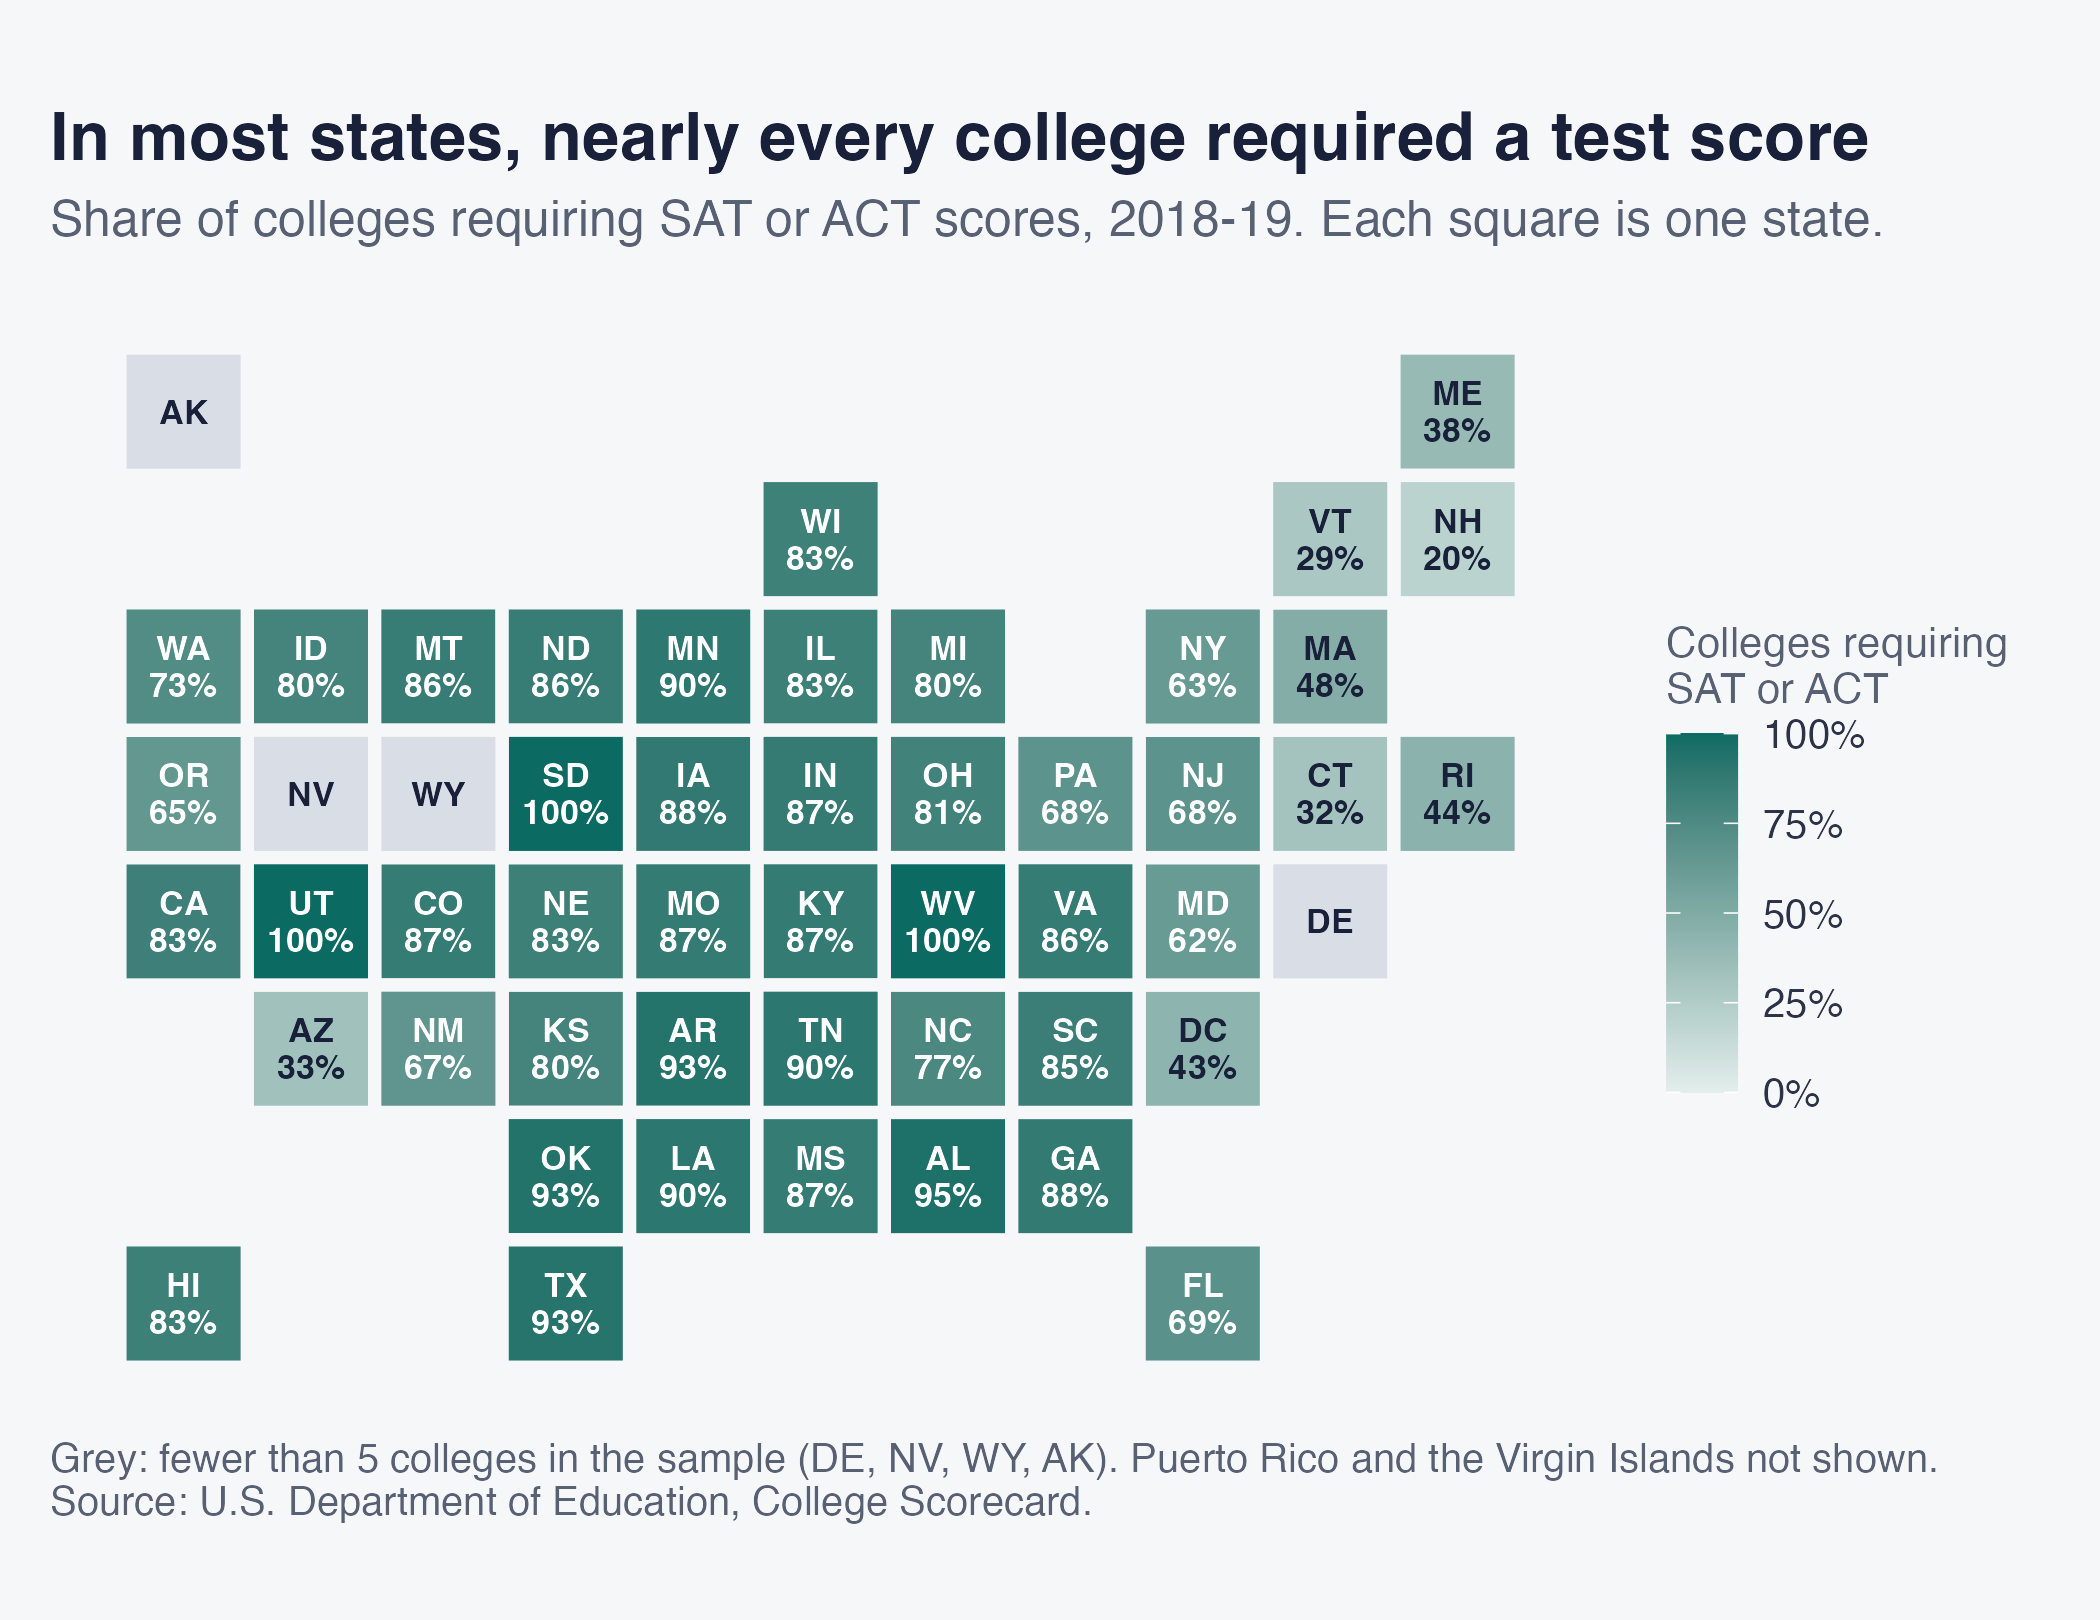 In most states, nearly every college required a test score
Share of colleges requiring SAT or ACT scores, 2018-19. Each square is one state.
AK
ME
38%
WI
83%
VT
29%
NH
20%
WA
73%
ID
80%
MT
86%
ND
86%
MN
90%
IL
83%
MI
80%
NY
63%
MA
48%
OR
65%
NV
WY
SD
100%
IA
88%
IN
87%
OH
81%
PA
68%
NJ
68%
CT
32%
RI
44%
CA
83%
UT
100%
CO
87%
NE
83%
MO
87%
KY
87%
WV
100%
VA
86%
MD
62%
DE
AZ
33%
NM
67%
KS
80%
AR
93%
TN
90%
NC
77%
SC
85%
DC
43%
OK
93%
LA
90%
MS
87%
AL
95%
GA
88%
HI
83%
TX
93%
FL
69%
Colleges requiring
SAT or ACT
100%
75%
50%
25%
0%
Grey: fewer than 5 colleges in the sample (DE, NV, WY, AK). Puerto Rico and the Virgin Islands not shown.
Source: U.S. Department of Education, College Scorecard.